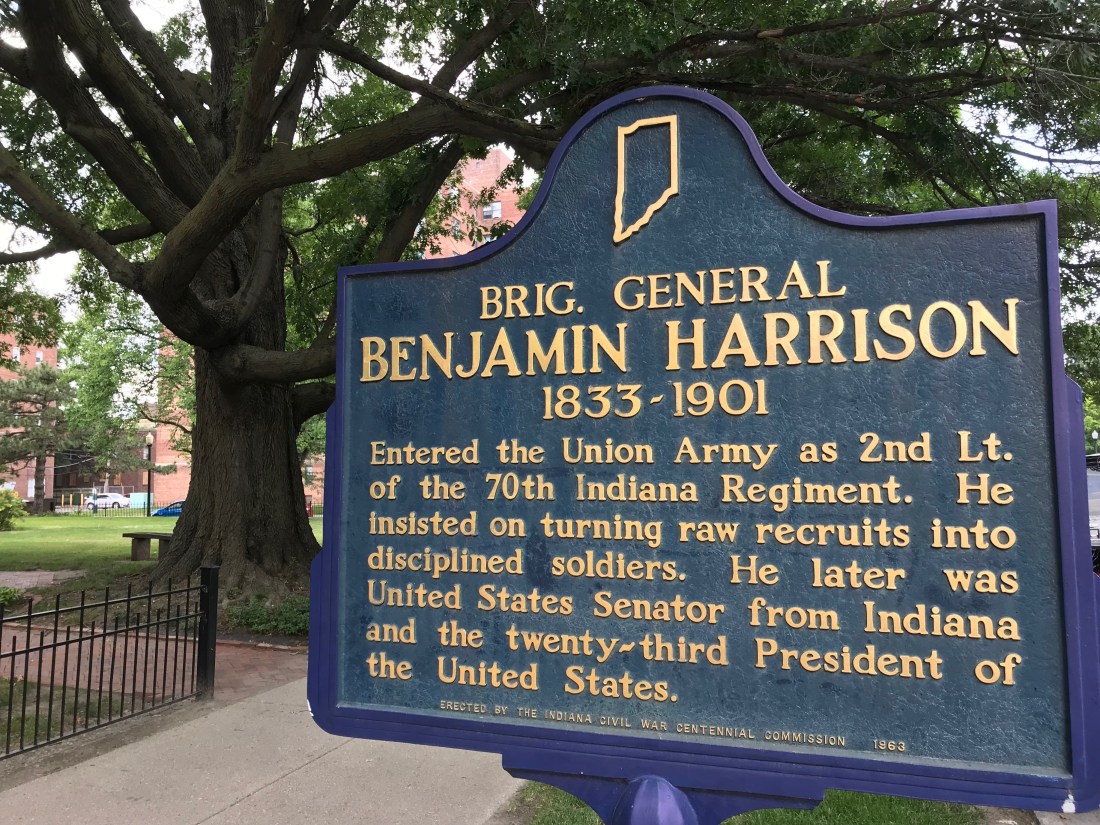 BRIG. GENERAL
BENJAMIN HARRISON
1833-1901
Entered the Union Army as 2nd Lt.
of the 70th Indiana Regiment. He
insisted on turning raw recruits into
disciplined soldiers. He later was
United States Senator from Indiana
and the twenty-third President of
the United States.
ERECTED BY THE INDIANA CIVIL WAR CENTENNIAL COMMISSION 1963